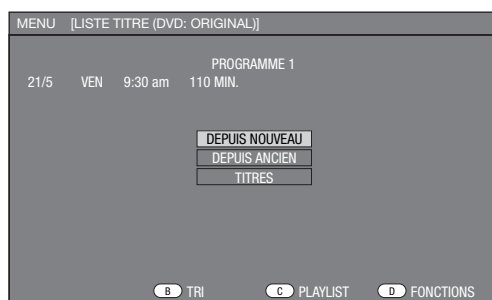 MENU [LISTE TITRE (DVD: ORIGINAL)]
PROGRAMME 1
21/5 VEN 9:30 am 110 MIN.
DEPUIS NOUVEAU
DEPUIS ANCIEN
TITRES
B TRI C PLAYLIST D FONCTIONS